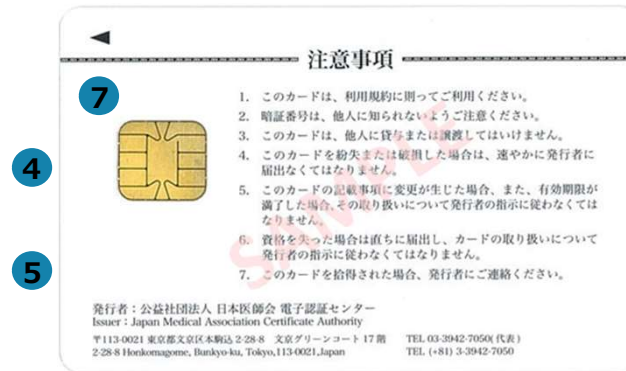 注意事項
7
1. このカードは、利用規約に則ってご利用ください。
2. 暗証番号は、他人に知られないようご注意ください。
3. このカードは、他人に貸与または譲渡してはいけません。
4
4. このカードを紛失または破損した場合は、速やかに発行者に
届出なくてはなりません。
5. このカードの記載事項に変更が生じた場合、また、有効期限が
満了した場合、その取り扱いについて発行者の指示に従わなくては
なりません。
6. 資格を失った場合は直ちに届出し、カードの取り扱いについて
発行者の指示に従わなくてはなりません。
5
7. このカードを拾得された場合、発行者にご連絡ください。
SAMPLE
発行者：公益社団法人 日本医師会 電子認証センター
Issuer : Japan Medical Association Certificate Authority
〒113-0021 東京都文京区本駒込 2-28-8 文京グリーンコート 17 階 TEL 03-3942-7050(代表)
2-28-8 Honkomagome, Bunkyo-ku, Tokyo,113-0021,Japan TEL (+81) 3-3942-7050